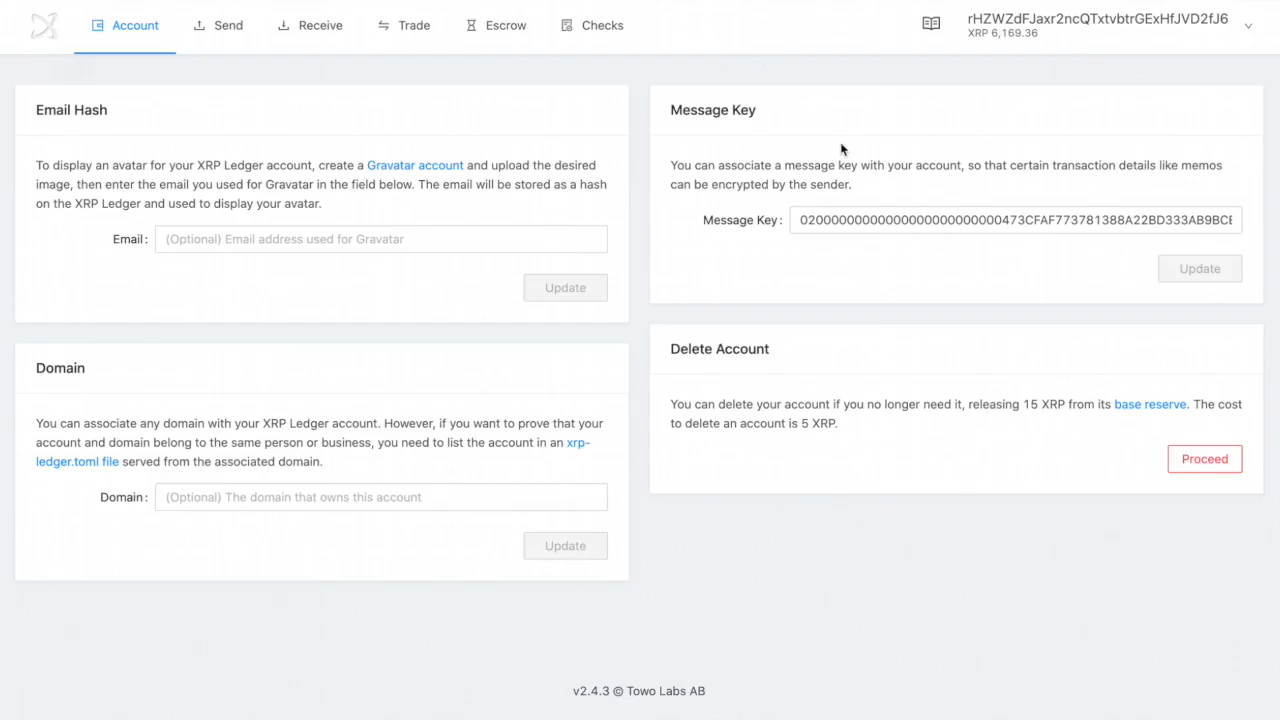 Account
Send
Receive
Trade
Escrow
Checks
rHZWZdFJaxr2ncQTxtvbtrGExHfJVD2fJ6
XRP 6,169.36
Email Hash
To display an avatar for your XRP Ledger account, create a Gravatar account and upload the desired
image, then enter the email you used for Gravatar in the field below. The email will be stored as a hash
on the XRP Ledger and used to display your avatar.
Email:
(Optional) Email address used for Gravatar
Update
Domain
You can associate any domain with your XRP Ledger account. However, if you want to prove that your
account and domain belong to the same person or business, you need to list the account in an xrp-
ledger.toml file served from the associated domain.
Domain:
(Optional) The domain that owns this account
Update
Message Key
You can associate a message key with your account, so that certain transaction details like memos
can be encrypted by the sender.
Message Key:
02000000000000000000000000473CFAF773781388A22BD333AB9BCE
Update
Delete Account
You can delete your account if you no longer need it, releasing 15 XRP from its base reserve. The cost
to delete an account is 5 XRP.
Proceed
v2.4.3 © Towo Labs AB